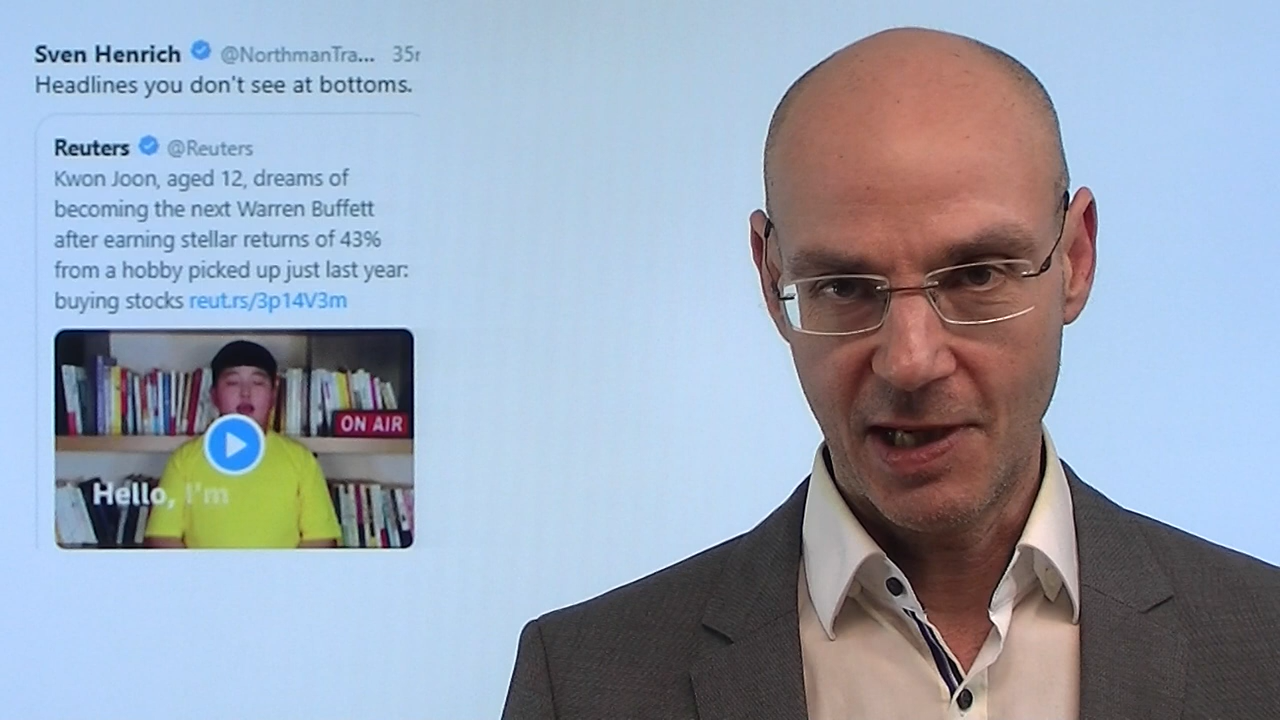 Sven Henrich @NorthmanTra... 35
Headlines you don't see at bottoms.
Reuters @Reuters
Kwon Joon, aged 12, dreams of
becoming the next Warren Buffett
after earning stellar returns of 43%
from a hobby picked up just last year:
buying stocks reut.rs/3p14V3m
ON AIR
Hello, I'm